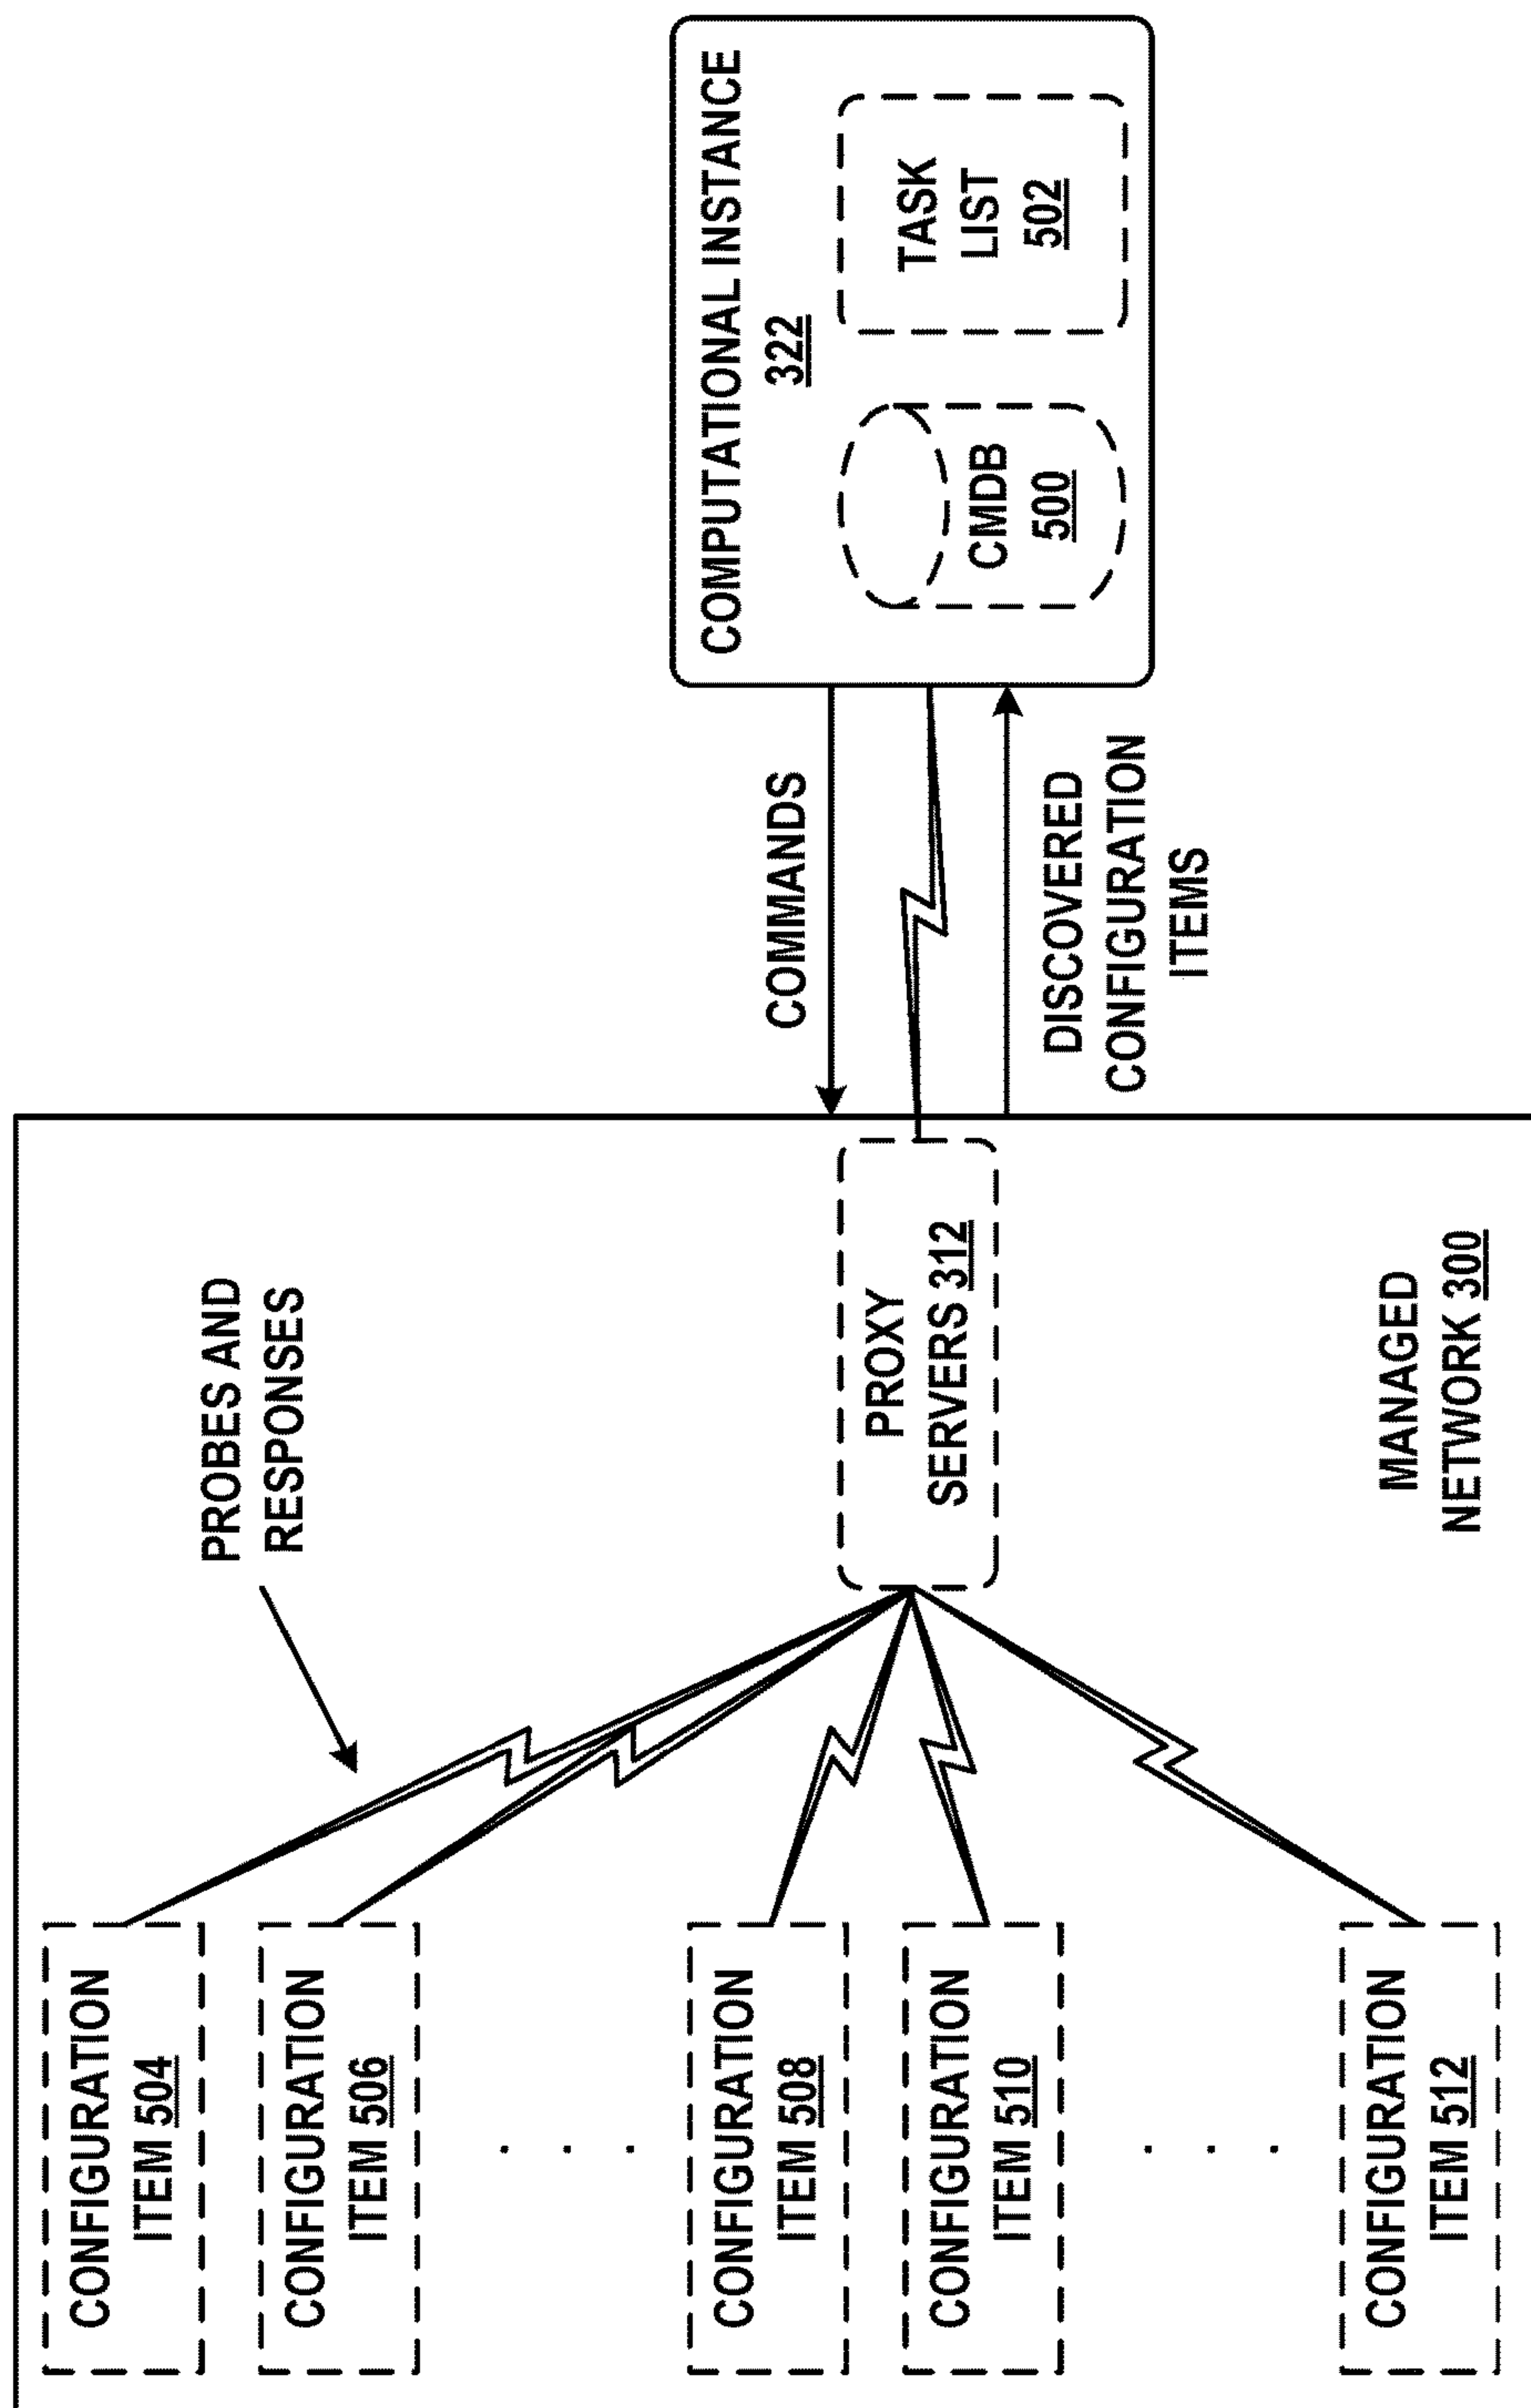 COMPUTATIONAL INSTANCE
322
CMDB
500
TASK
LIST
502
COMMANDS
DISCOVERED
CONFIGURATION
ITEMS
PROBES AND
RESPONSES
PROXY
SERVERS 312
MANAGED
NETWORK 300
CONFIGURATION
ITEM 504
CONFIGURATION
ITEM 506
. . .
CONFIGURATION
ITEM 508
CONFIGURATION
ITEM 510
. . .
CONFIGURATION
ITEM 512